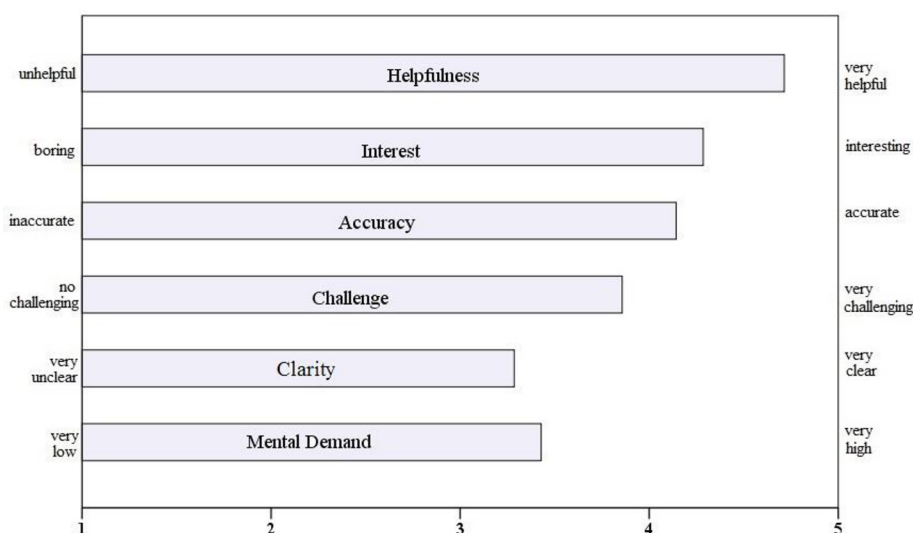 unhelpful
Helpfulness
very
helpful
boring
Interest
interesting
inaccurate
Accuracy
accurate
no
challenging
Challenge
very
challenging
very
unclear
Clarity
very
clear
very
low
Mental Demand
very
high
1 2 3 4 5